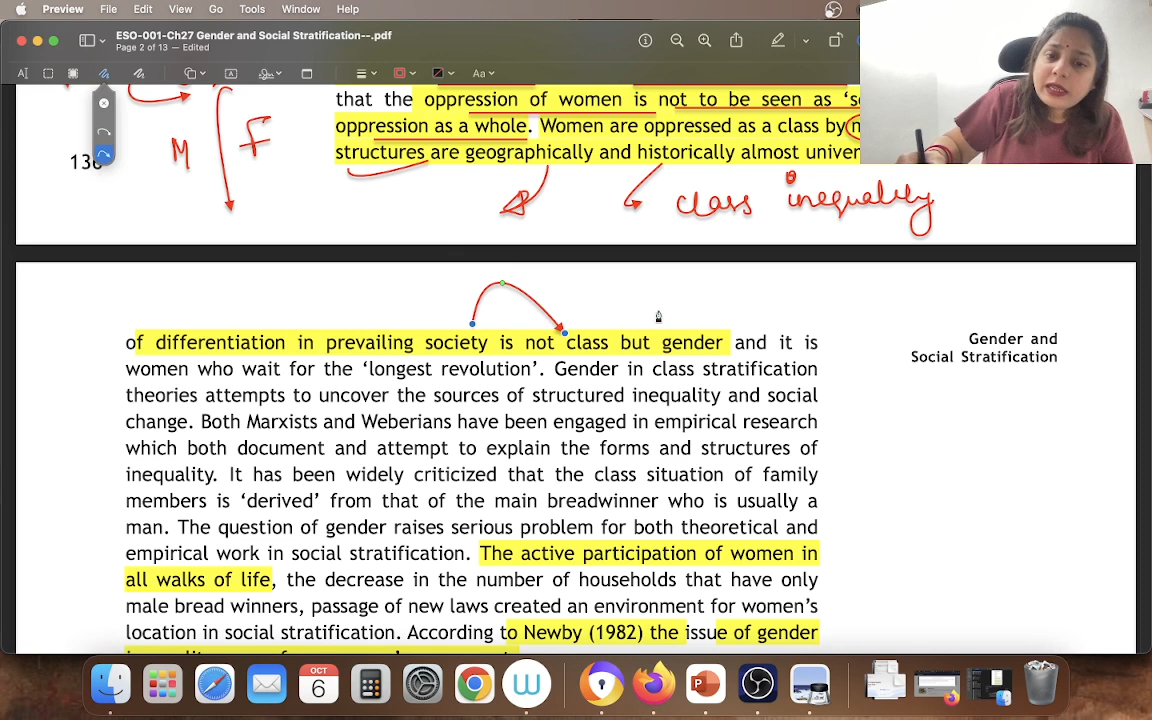 Preview File Edit View Go Tools Window Help
ESO-001-Ch27 Gender and Social Stratification--.pdf
Page 2 of 13 — Edited
Aa
that the oppression of women is not to be seen as
oppression as a whole. Women are oppressed as a class by
structures are geographically and historically almost
M F
class inequality
of differentiation in prevailing society is not class but gender and it is
women who wait for the ‘longest revolution’. Gender in class stratification
theories attempts to uncover the sources of structured inequality and social
change. Both Marxists and Weberians have been engaged in empirical research
which both document and attempt to explain the forms and structures of
inequality. It has been widely criticized that the class situation of family
members is ‘derived’ from that of the main breadwinner who is usually a
man. The question of gender raises serious problem for both theoretical and
empirical work in social stratification. The active participation of women in
all walks of life, the decrease in the number of households that have only
male bread winners, passage of new laws created an environment for women’s
location in social stratification. According to Newby (1982) the issue of gender
Gender and
Social Stratification
OCT
6